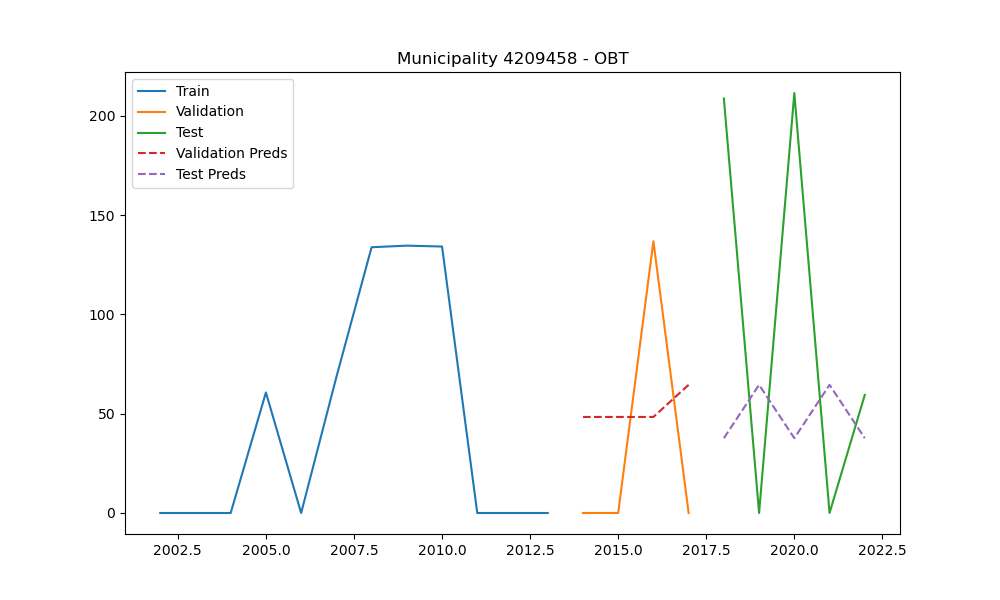 Municipality 4209458 - OBT
Train
Validation
Test
Validation Preds
Test Preds
200
150
100
50
0
2002.5 2005.0 2007.5 2010.0 2012.5 2015.0 2017.5 2020.0 2022.5